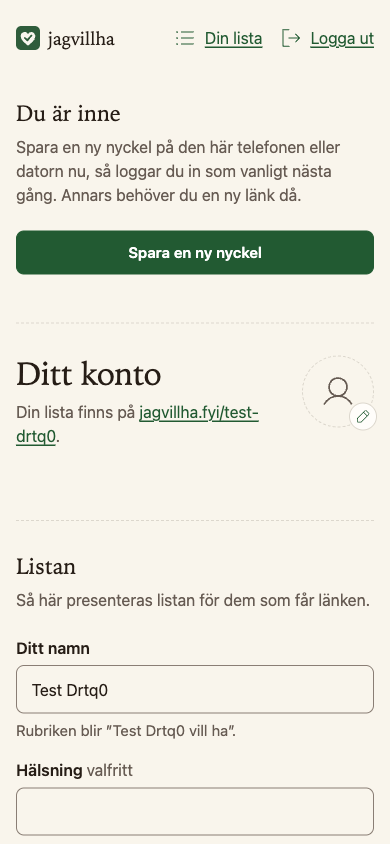 jagvillha
Din lista
Logga ut
Du är inne
Spara en ny nyckel på den här telefonen eller
datorn nu, så loggar du in som vanligt nästa
gång. Annars behöver du en ny länk då.
Spara en ny nyckel
Ditt konto
Din lista finns på jagvillha.fyi/test-
drtq0.
Listan
Så här presenteras listan för dem som får länken.
Ditt namn
Test Drtq0
Rubriken blir ”Test Drtq0 vill ha”.
Hälsning valfritt